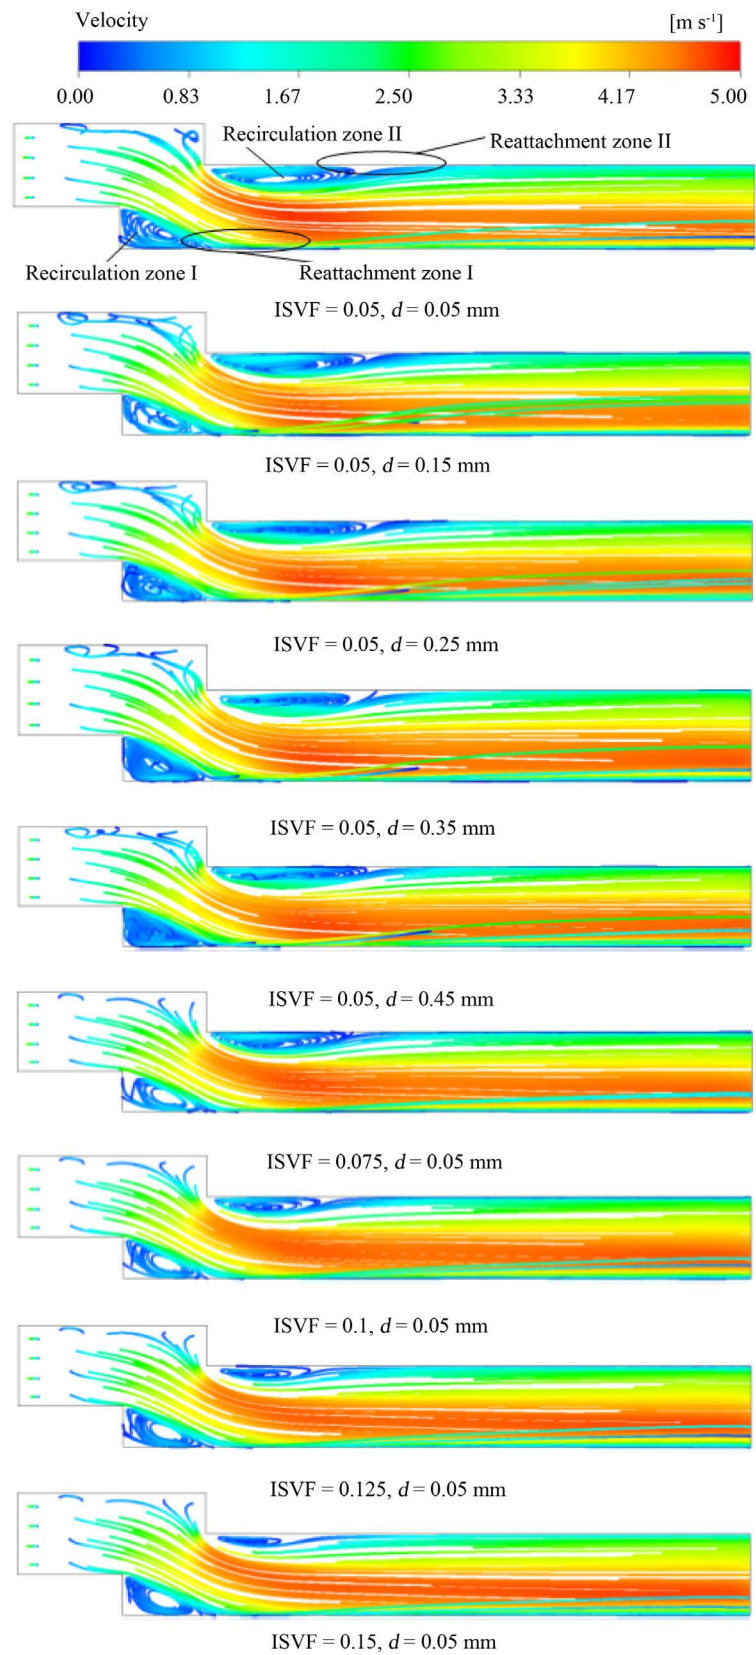 Velocity [m s⁻¹]
0.00 0.83 1.67 2.50 3.33 4.17 5.00
Recirculation zone II
Reattachment zone II
Recirculation zone I
Reattachment zone I
ISVF = 0.05, d = 0.05 mm
ISVF = 0.05, d = 0.15 mm
ISVF = 0.05, d = 0.25 mm
ISVF = 0.05, d = 0.35 mm
ISVF = 0.05, d = 0.45 mm
ISVF = 0.075, d = 0.05 mm
ISVF = 0.1, d = 0.05 mm
ISVF = 0.125, d = 0.05 mm
ISVF = 0.15, d = 0.05 mm